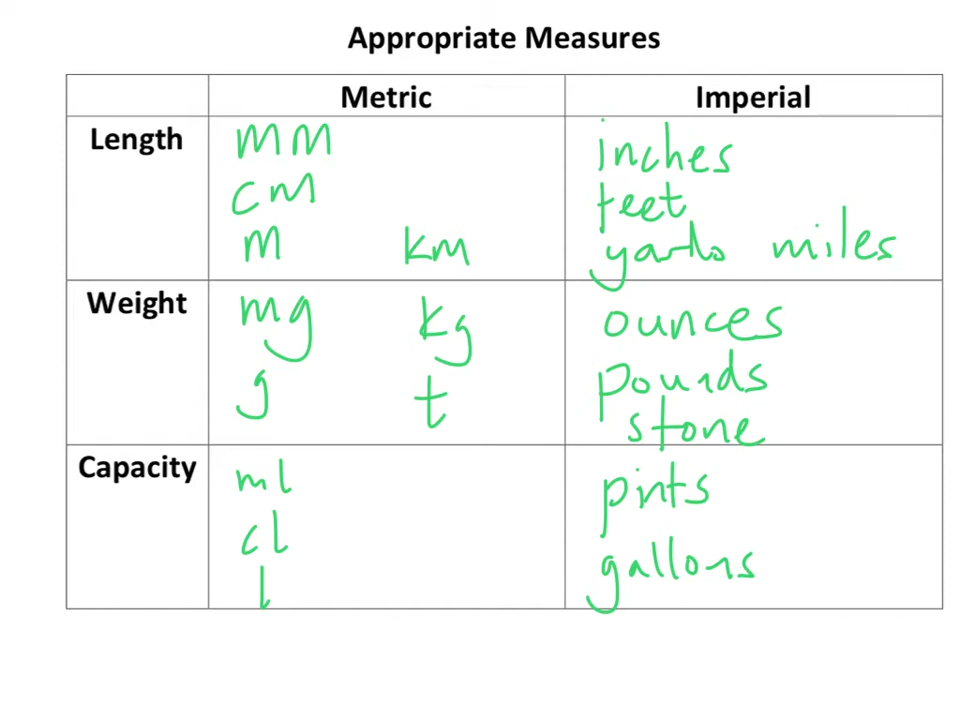 Appropriate Measures
Metric Imperial
Length
mm
cm
m km
inches
feet
yards miles
Weight
mg kg
g t
ounces
pounds
stone
Capacity
ml
cl
l
pints
gallons